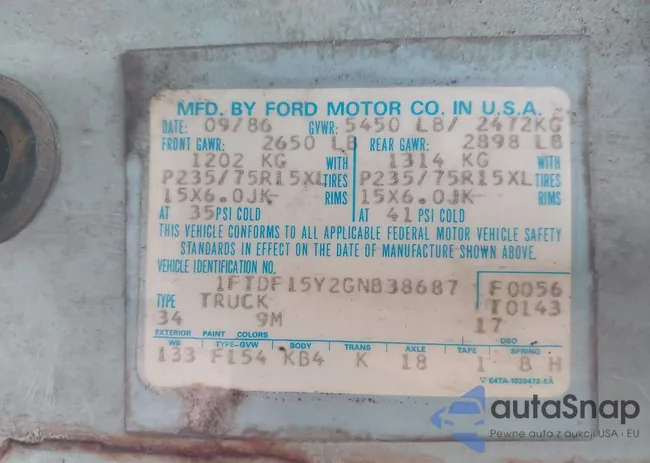 MFD. BY FORD MOTOR CO. IN U.S.A.
DATE: 09/86 GVWR: 5450 LB/ 2472KG
FRONT GAWR: 2650 LB REAR GAWR: 2898 LB
1202 KG WITH 1314 KG WITH
P235/75R15XL TIRES P235/75R15XL TIRES
15X6.0JK RIMS 15X6.0JK RIMS
AT 35 PSI COLD AT 41 PSI COLD
THIS VEHICLE CONFORMS TO ALL APPLICABLE FEDERAL MOTOR VEHICLE SAFETY
STANDARDS IN EFFECT ON THE DATE OF MANUFACTURE SHOWN ABOVE.
VEHICLE IDENTIFICATION NO.
1FTDF15Y2GNB38687 F0056
TYPE TRUCK T0143
34 9M 17
EXTERIOR PAINT COLORS DSO
WB TYPE-GVW BODY TRANS AXLE TAPE SPRING
133 F154 KB4 K 18 1 B H
E4TA-1020472-EA
autaSnap
Pewne auta z aukcji USA · EU